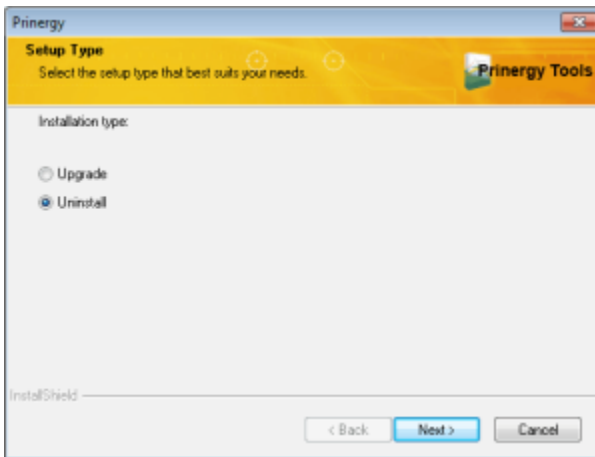 Prinergy
Setup Type
Select the setup type that best suits your needs.
Prinergy Tools
Installation type:
Upgrade
Uninstall
InstallShield
< Back
Next >
Cancel